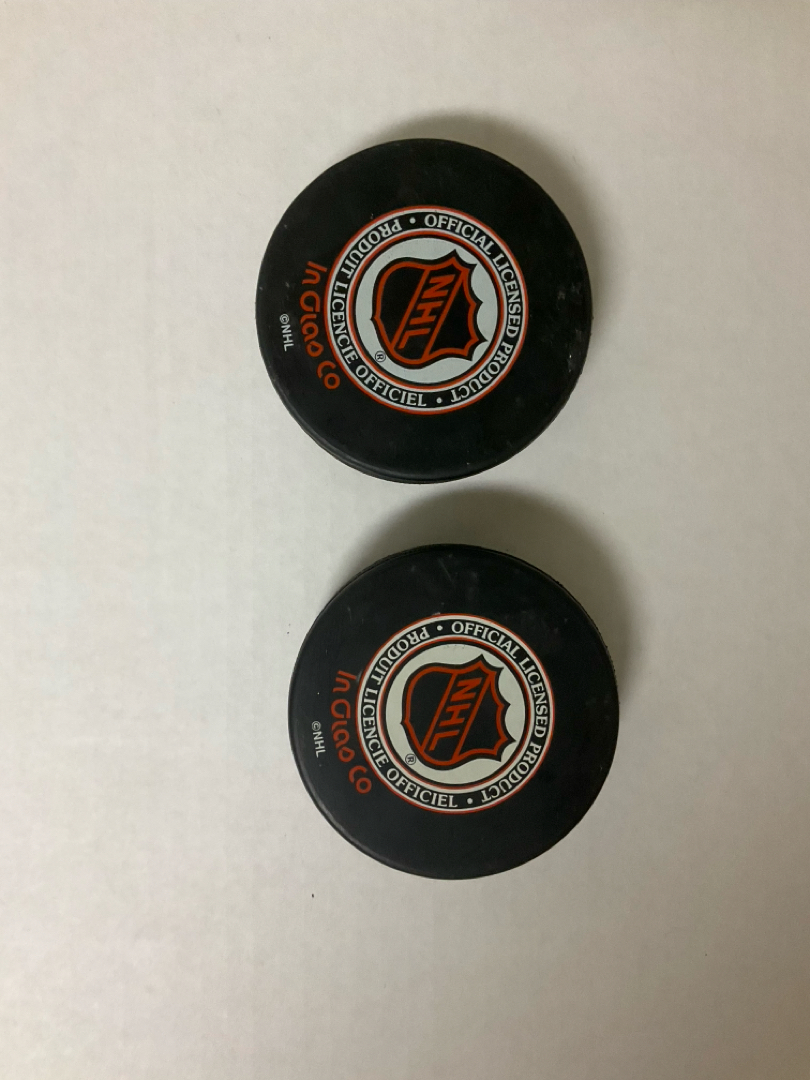 OFFICIAL LICENSED PRODUCT •
PRODUIT LICENCIE OFFICIEL •
NHL
®
In Glas Co
©NHL
OFFICIAL LICENSED PRODUCT •
PRODUIT LICENCIE OFFICIEL •
NHL
®
In Glas Co
©NHL